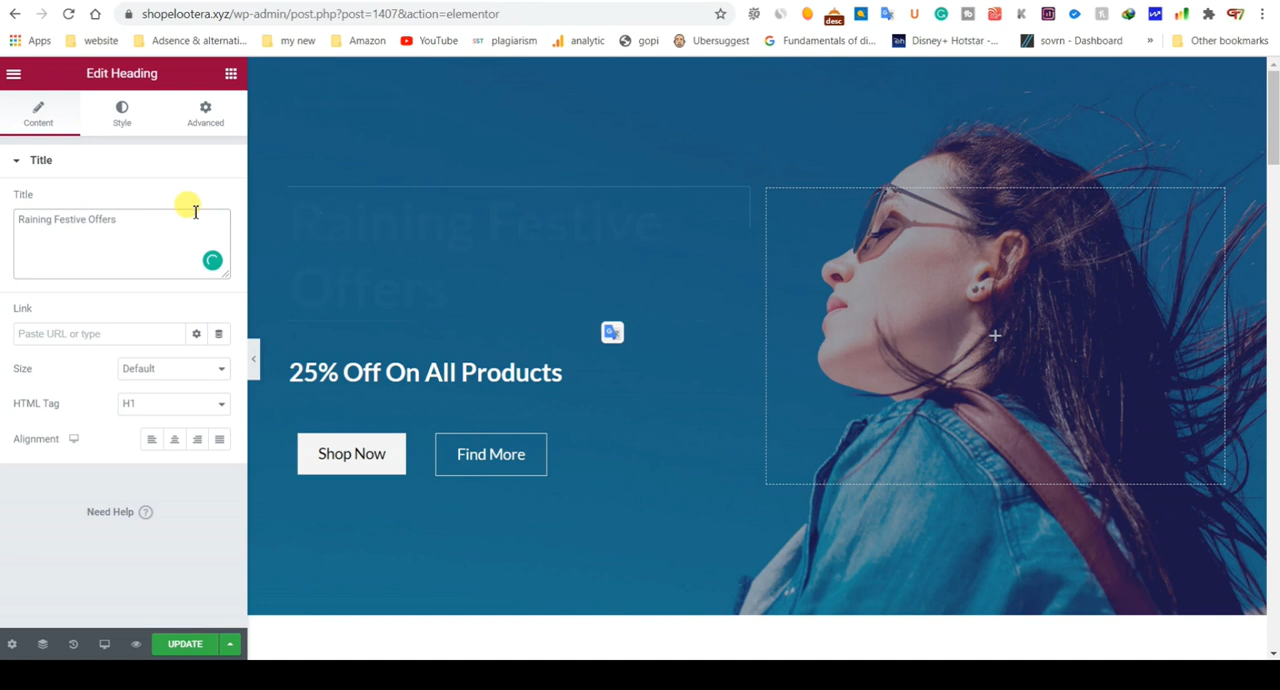 shopelootera.xyz/wp-admin/post.php?post=1407&action=elementor
desc
Apps website Adsence & alternati... my new Amazon YouTube SST plagiarism analytic gopi Ubersuggest Fundamentals of di... Disney+ Hotstar -... sovrn - Dashboard » Other bookmarks
Edit Heading
Content Style Advanced
Title
Title
Raining Festive Offers
Link
Paste URL or type
Size Default
HTML Tag H1
Alignment
Need Help ?
UPDATE
Raining Festive
Offers
25% Off On All Products
Shop Now Find More